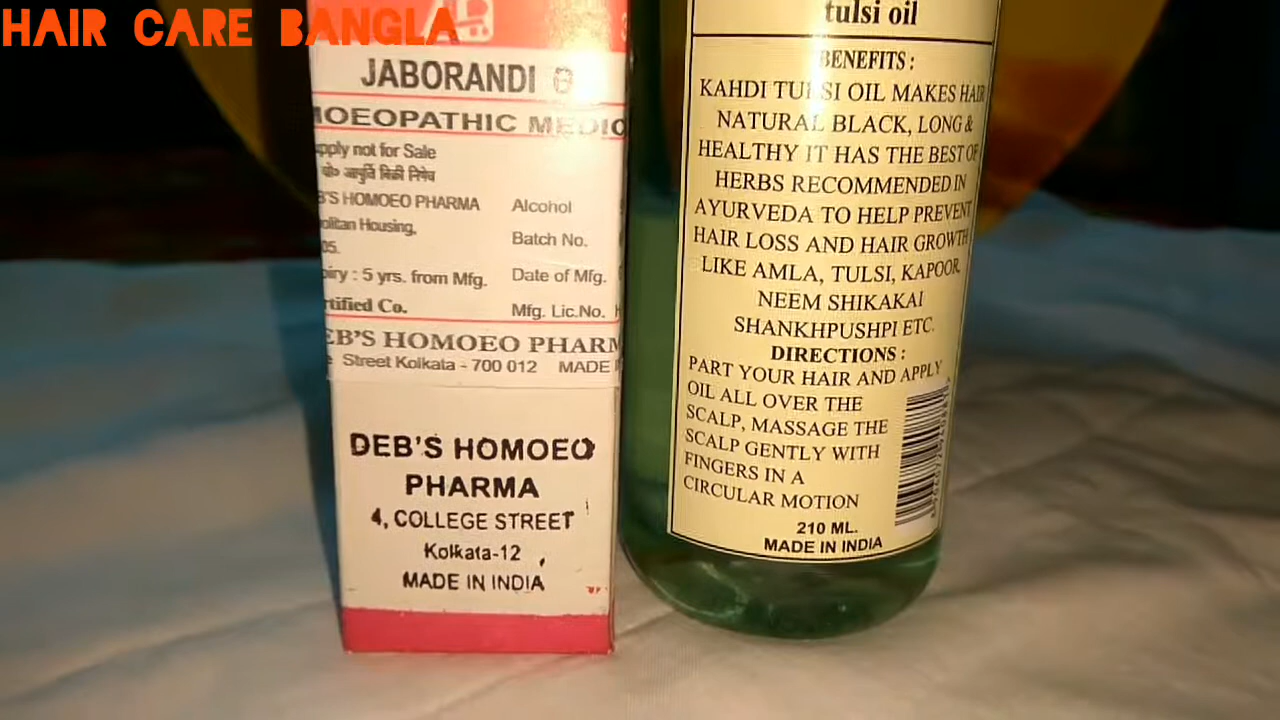 HAIR CARE BANGLA
JABORANDI
HOEOPATHIC MEDIC
pply not for Sale
आपूर्ति बिक्री निषेध
B'S HOMOEO PHARMA
Alcohol
olitan Housing,
Batch No.
05.
piry : 5 yrs. from Mfg.
Date of Mfg.
rtified Co.
Mfg. Lic.No.
EB'S HOMOEO PHARM
Street Kolkata - 700 012 MADE
DEB'S HOMOEO
PHARMA
4, COLLEGE STREET
Kolkata-12
MADE IN INDIA
tulsi oil
BENEFITS :
KAHDI TULSI OIL MAKES HAIR
NATURAL BLACK, LONG &
HEALTHY IT HAS THE BEST OF
HERBS RECOMMENDED IN
AYURVEDA TO HELP PREVENT
HAIR LOSS AND HAIR GROWTH
LIKE AMLA, TULSI, KAPOOR,
NEEM SHIKAKAI
SHANKHPUSHPI ETC.
DIRECTIONS :
PART YOUR HAIR AND APPLY
OIL ALL OVER THE
SCALP, MASSAGE THE
SCALP GENTLY WITH
FINGERS IN A
CIRCULAR MOTION
210 ML.
MADE IN INDIA